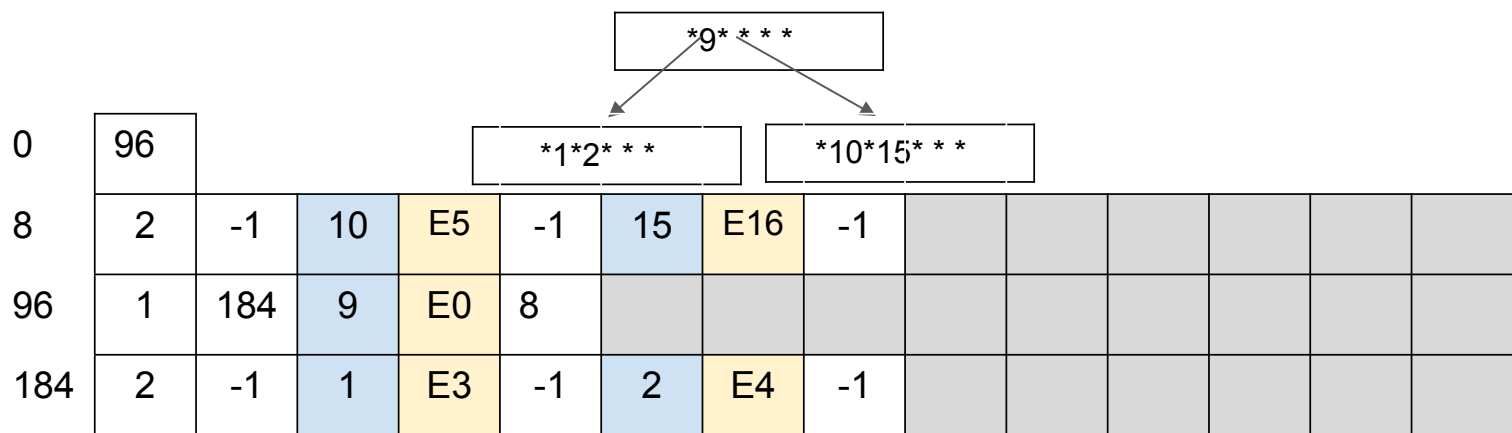 *9* * * *
0 96 *1*2* * * *10*15* * *
8 2 -1 10 E5 -1 15 E16 -1
96 1 184 9 E0 8
184 2 -1 1 E3 -1 2 E4 -1